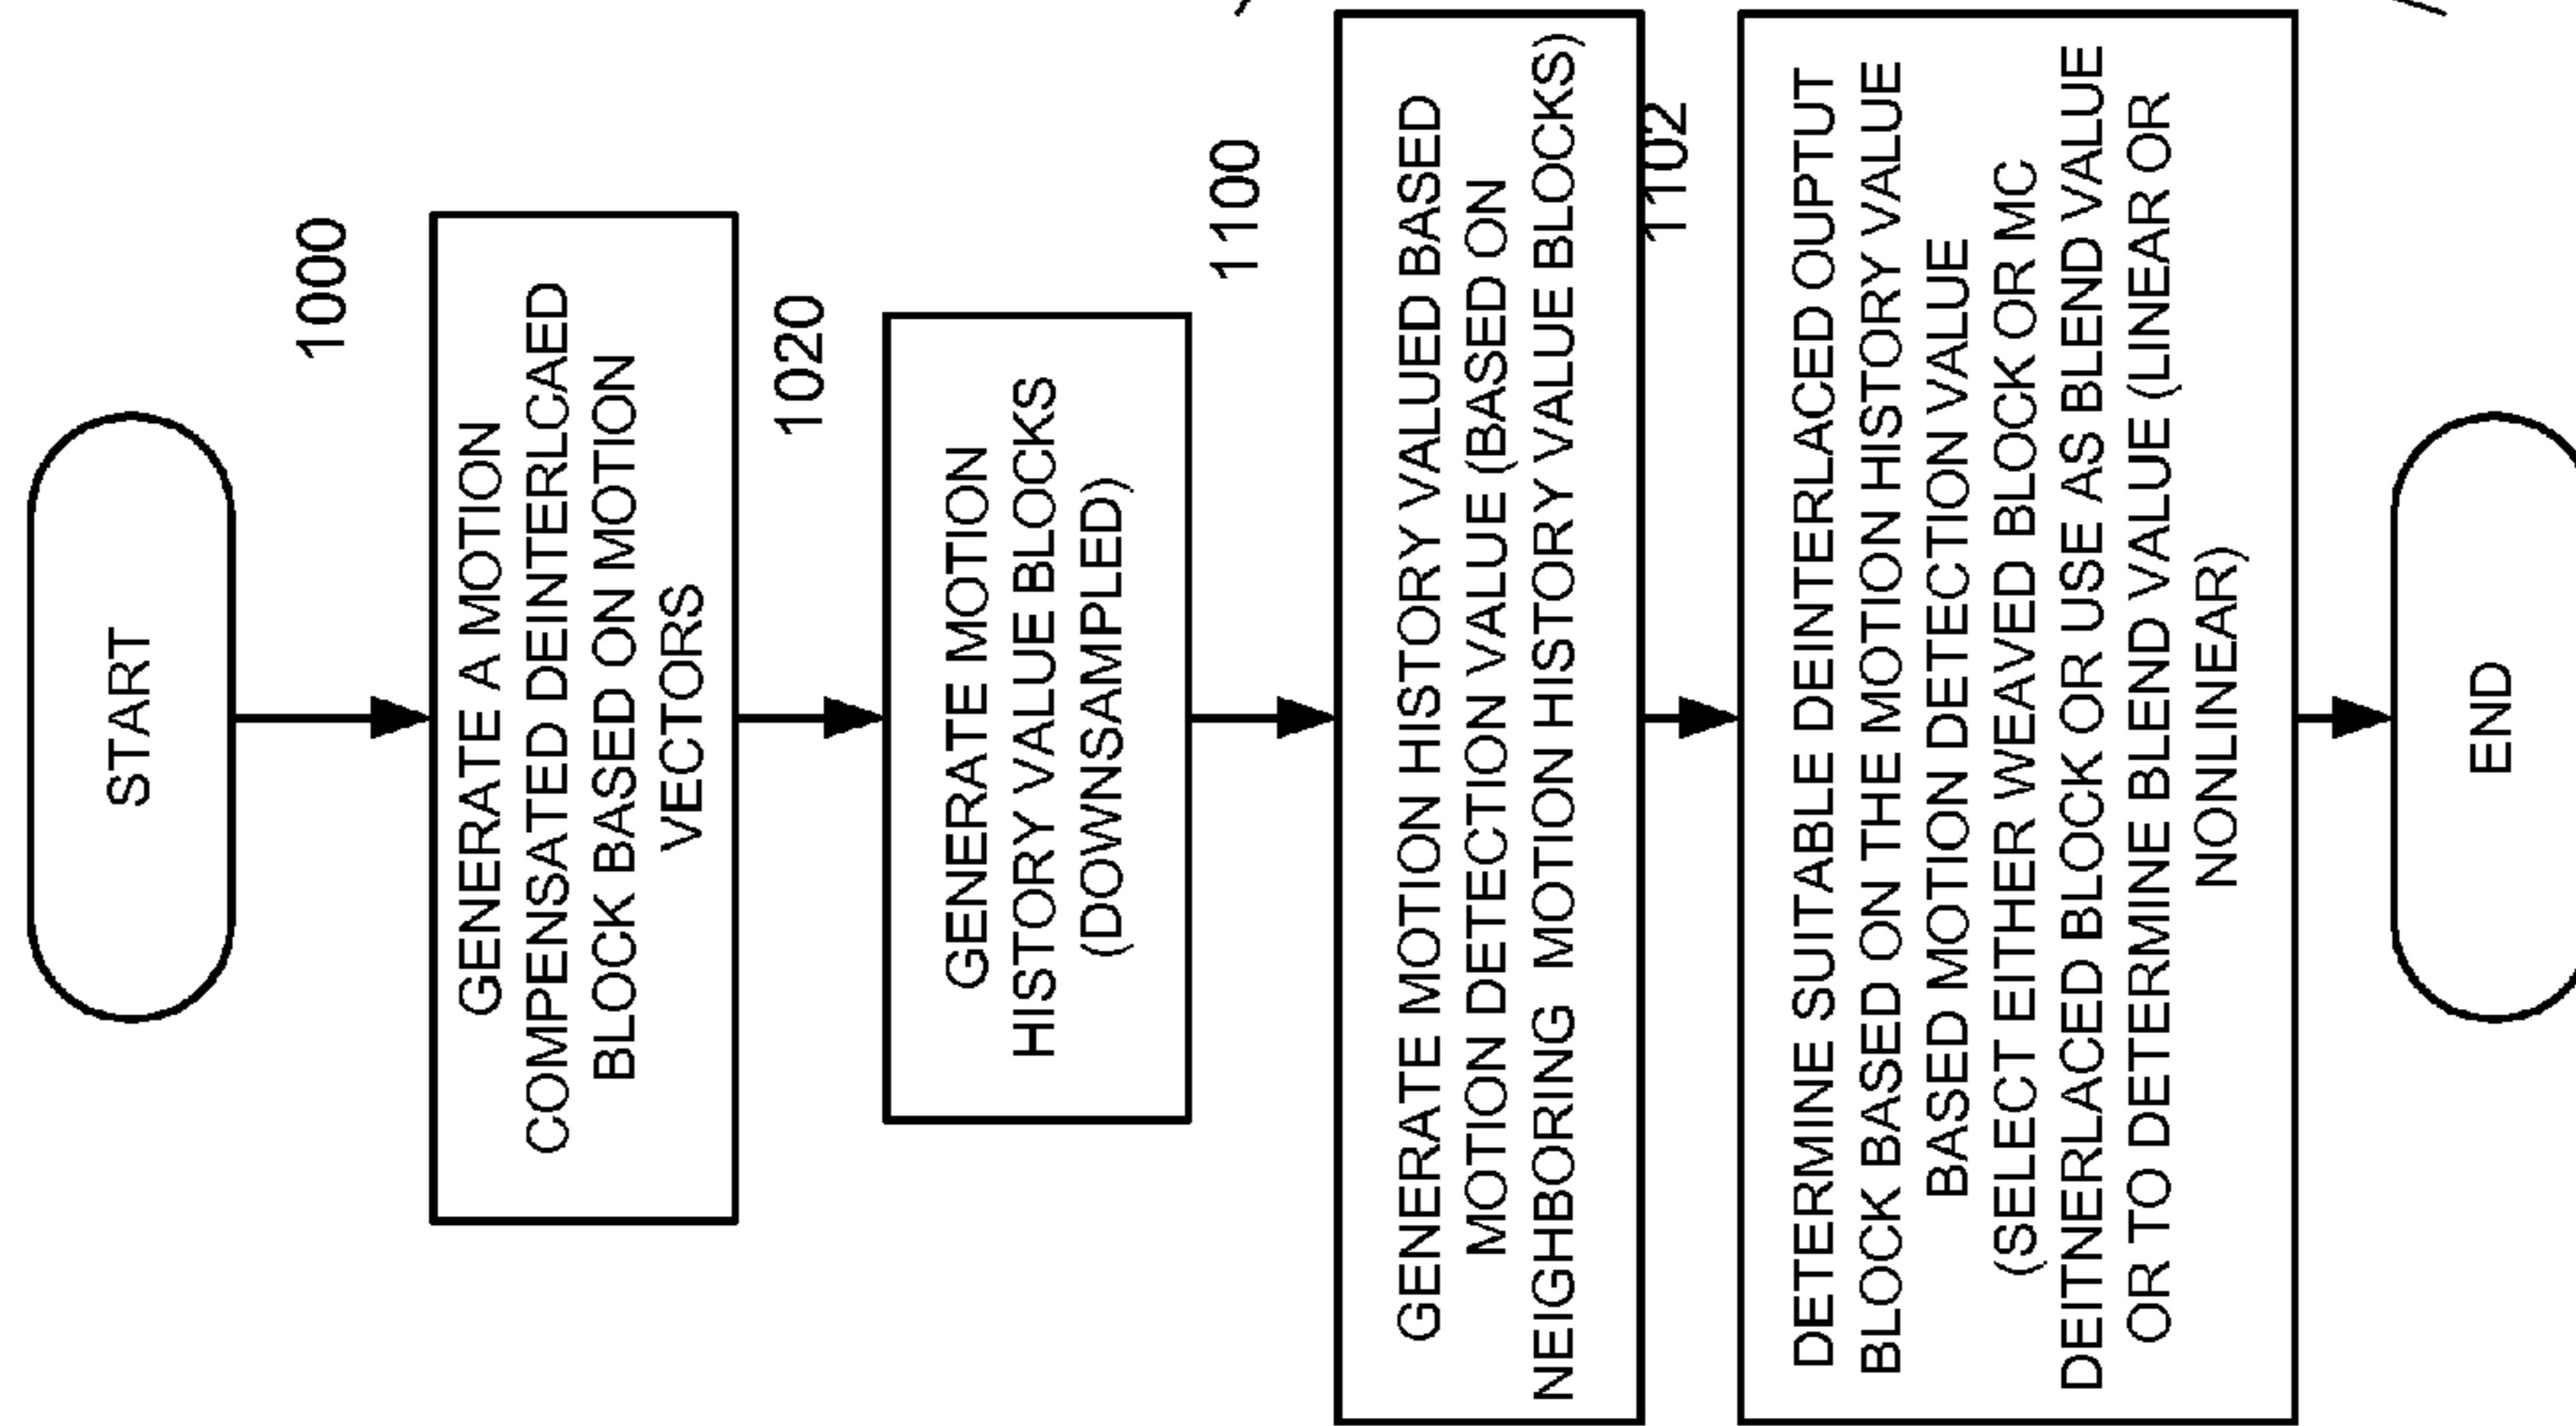 START
1000
GENERATE A MOTION
COMPENSATED DEINTERLCAED
BLOCK BASED ON MOTION
VECTORS
1020
GENERATE MOTION
HISTORY VALUE BLOCKS
(DOWNSAMPLED)
1100
GENERATE MOTION HISTORY VALUED BASED
MOTION DETECTION VALUE (BASED ON
NEIGHBORING MOTION HISTORY VALUE BLOCKS)
1102
DETERMINE SUITABLE DEINTERLACED OUPTUT
BLOCK BASED ON THE MOTION HISTORY VALUE
BASED MOTION DETECTION VALUE
(SELECT EITHER WEAVED BLOCK OR MC
DEITNERLACED BLOCK OR USE AS BLEND VALUE
OR TO DETERMINE BLEND VALUE (LINEAR OR
NONLINEAR)
END